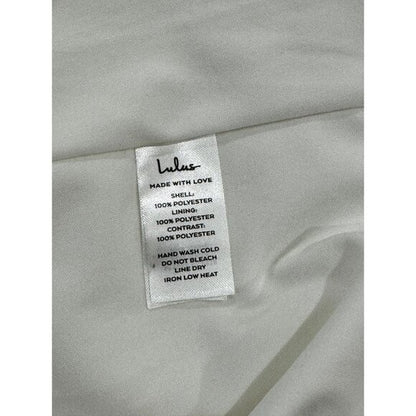 Lulus
MADE WITH LOVE
SHELL:
100% POLYESTER
LINING:
100% POLYESTER
CONTRAST:
100% POLYESTER
HAND WASH COLD
DO NOT BLEACH
LINE DRY
IRON LOW HEAT